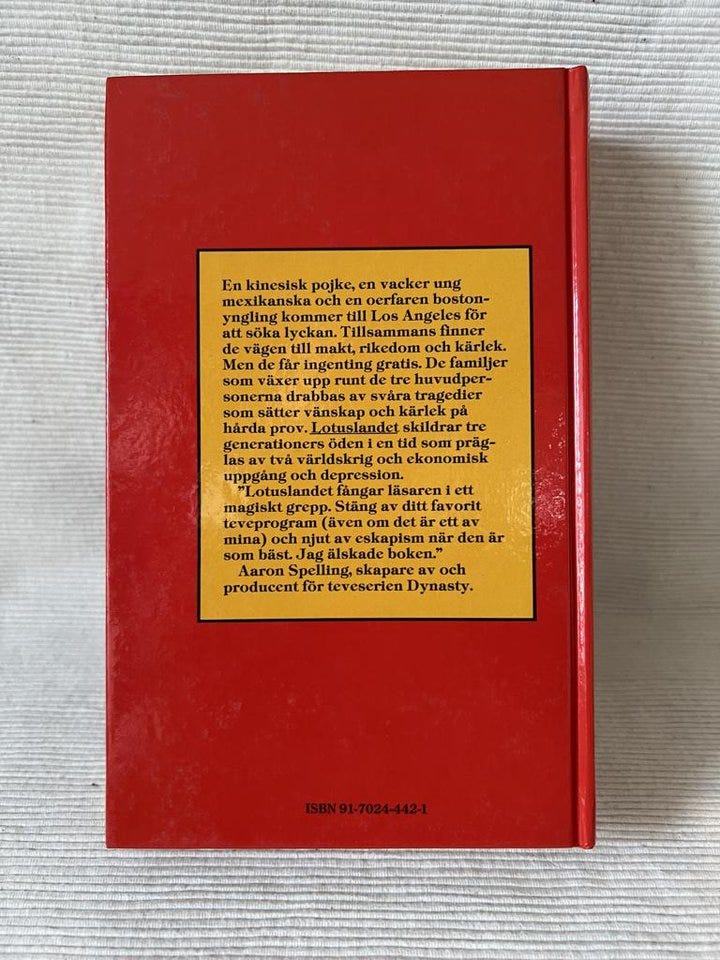 En kinesisk pojke, en vacker ung
mexikanska och en oerfaren boston-
yngling kommer till Los Angeles för
att söka lyckan. Tillsammans finner
de vägen till makt, rikedom och kärlek.
Men de får ingenting gratis. De familjer
som växer upp runt de tre huvudper-
sonerna drabbas av svåra tragedier
som sätter vänskap och kärlek på
hårda prov. Lotuslandet skildrar tre
generationers öden i en tid som präg-
las av två världskrig och ekonomisk
uppgång och depression.
”Lotuslandet fångar läsaren i ett
magiskt grepp. Stäng av ditt favorit
teveprogram (även om det är ett av
mina) och njut av eskapism när den är
som bäst. Jag älskade boken.”
Aaron Spelling, skapare av och
producent för teveserien Dynasty.
ISBN 91-7024-442-1